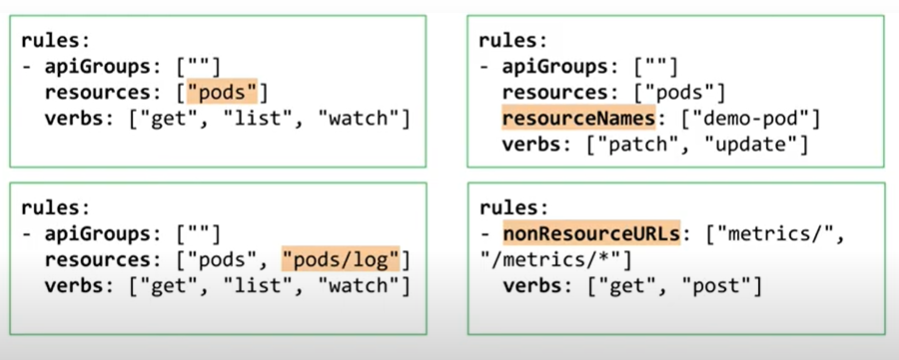 rules:
- apiGroups: [""]
resources: ["pods"]
verbs: ["get", "list", "watch"]
rules:
- apiGroups: [""]
resources: ["pods"]
resourceNames: ["demo-pod"]
verbs: ["patch", "update"]
rules:
- apiGroups: [""]
resources: ["pods", "pods/log"]
verbs: ["get", "list", "watch"]
rules:
- nonResourceURLs: ["metrics/",
"/metrics/*"]
verbs: ["get", "post"]